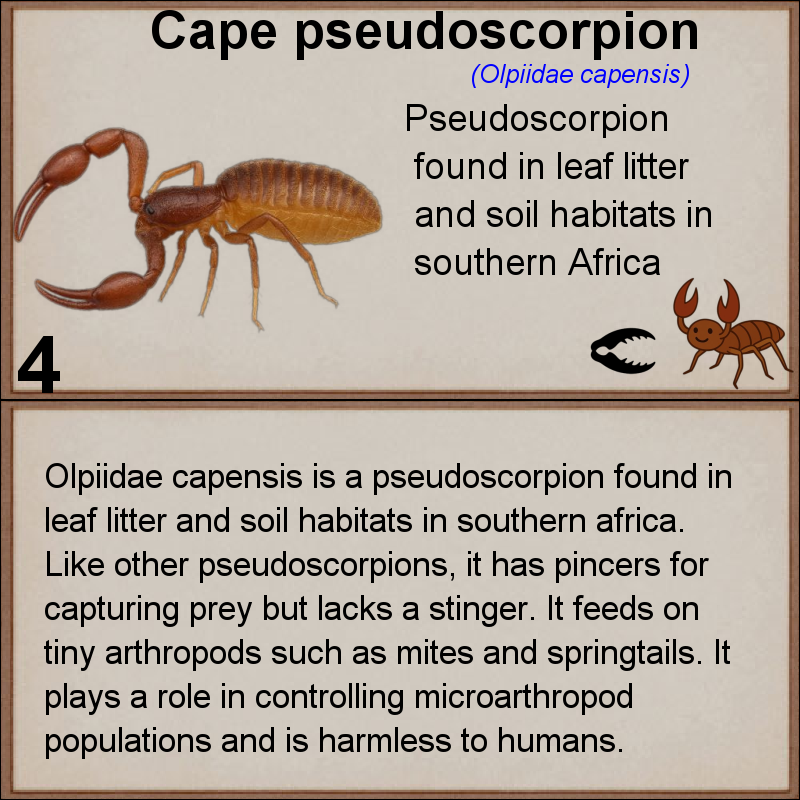 Cape pseudoscorpion
(Olpiidae capensis)
Pseudoscorpion
found in leaf litter
and soil habitats in
southern Africa
4
Olpiidae capensis is a pseudoscorpion found in
leaf litter and soil habitats in southern africa.
Like other pseudoscorpions, it has pincers for
capturing prey but lacks a stinger. It feeds on
tiny arthropods such as mites and springtails. It
plays a role in controlling microarthropod
populations and is harmless to humans.